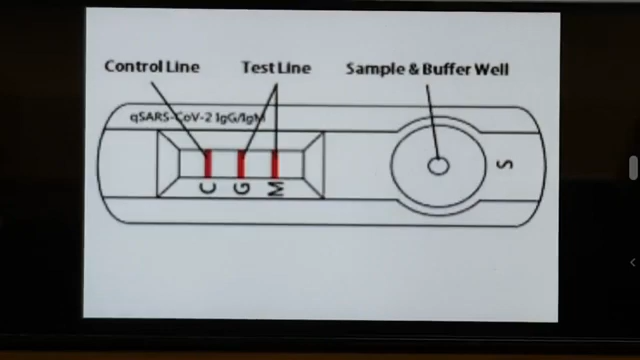 Control Line Test Line Sample & Buffer Well
qSARS-CoV-2 IgG/IgM
C G M S